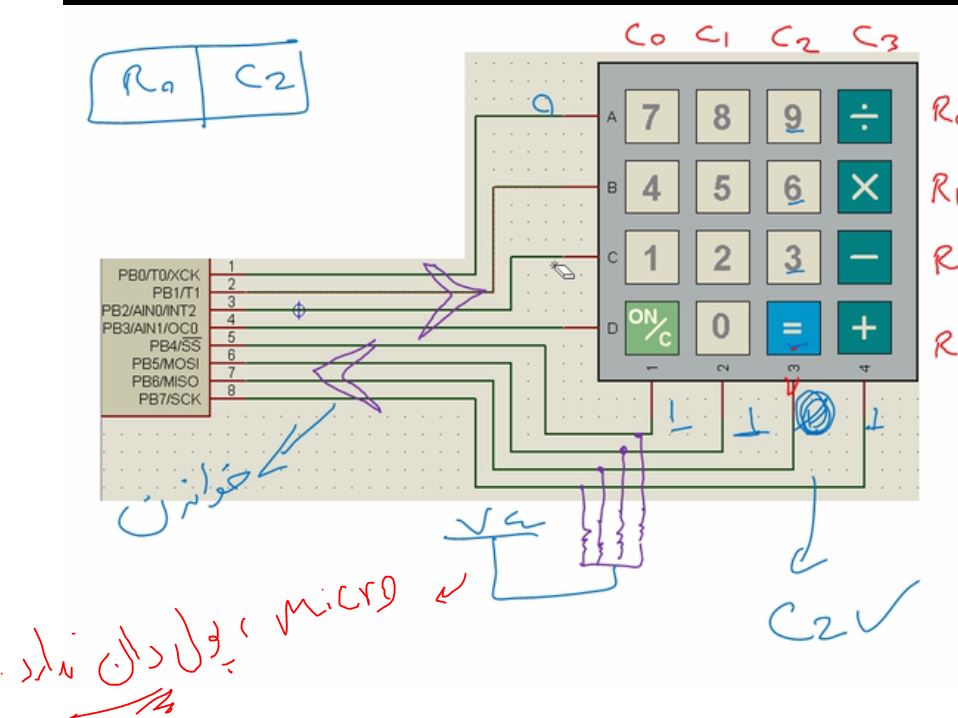 C0 C1 C2 C3
R0 C2
0
A 7 8 9 ÷ R0
B 4 5 6 × R1
C 1 2 3 − R
D ON/C 0 = + R
PB0/T0/XCK 1
PB1/T1 2
PB2/AIN0/INT2 3
PB3/AIN1/OC0 4
PB4/SS 5
PB5/MOSI 6
PB6/MISO 7
PB7/SCK 8
1 2 3 4
1 1 1
خواندن
Vcc
C2 ✓
micro، پول دان ندارد.